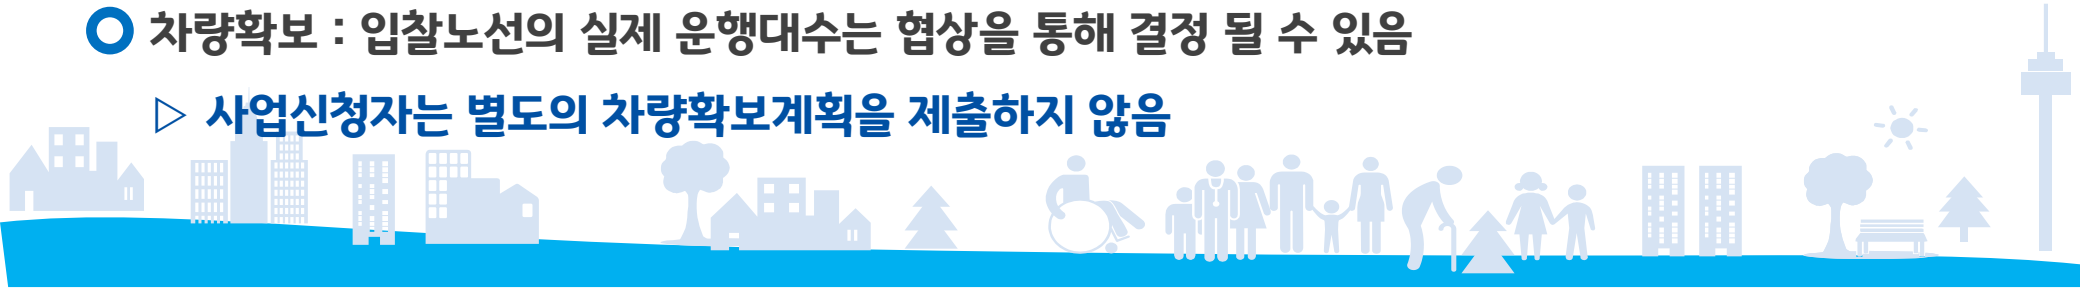 차량확보 : 입찰노선의 실제 운행대수는 협상을 통해 결정 될 수 있음
▷ 사업신청자는 별도의 차량확보계획을 제출하지 않음